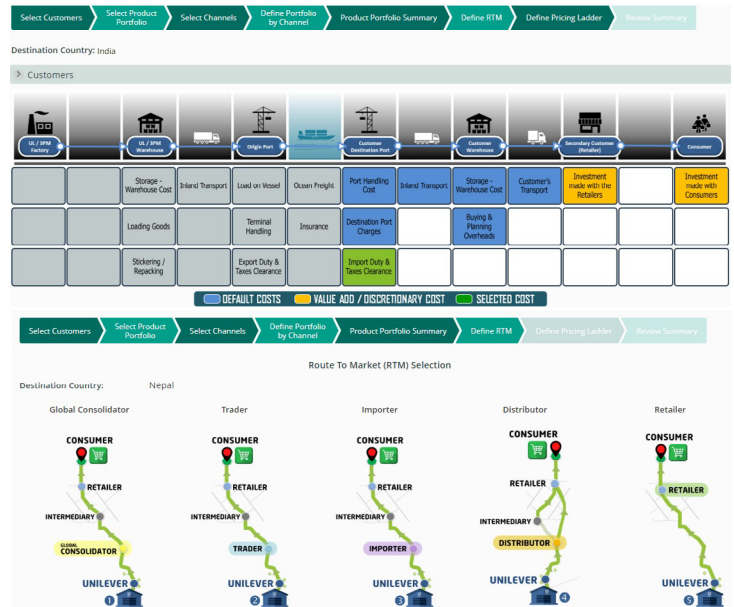 Select Customers
Select Product
Portfolio
Select Channels
Define Portfolio
by Channel
Product Portfolio Summary
Define RTM
Define Pricing Ladder
Review Summary
Destination Country: India
Customers
UL / 3PM
Factory
UL / 3PM
Warehouse
Origin Port
Customer
Destination Port
Customer
Warehouse
Secondary Customer
(Retailer)
Consumer
Storage -
Warehouse Cost
Inland Transport
Load on Vessel
Ocean Freight
Port Handling
Cost
Inland Transport
Storage -
Warehouse Cost
Customer's
Transport
Investment
made with the
Retailers
Investment
made with
Consumers
Loading Goods
Terminal
Handling
Insurance
Destination Port
Charges
Buying &
Planning
Overheads
Stickering /
Repacking
Export Duty &
Taxes Clearance
Import Duty &
Taxes Clearance
DEFAULT COSTS
VALUE ADD / DISCRETIONARY COST
SELECTED COST
Select Customers
Select Product
Portfolio
Select Channels
Define Portfolio
by Channel
Product Portfolio Summary
Define RTM
Define Pricing Ladder
Review Summary
Route To Market (RTM) Selection
Destination Country: Nepal
Global Consolidator
Trader
Importer
Distributor
Retailer
CONSUMER
RETAILER
INTERMEDIARY
GLOBAL
CONSOLIDATOR
UNILEVER
1
CONSUMER
RETAILER
INTERMEDIARY
TRADER
UNILEVER
2
CONSUMER
RETAILER
INTERMEDIARY
IMPORTER
UNILEVER
3
CONSUMER
RETAILER
INTERMEDIARY
DISTRIBUTOR
UNILEVER
4
CONSUMER
RETAILER
UNILEVER
5